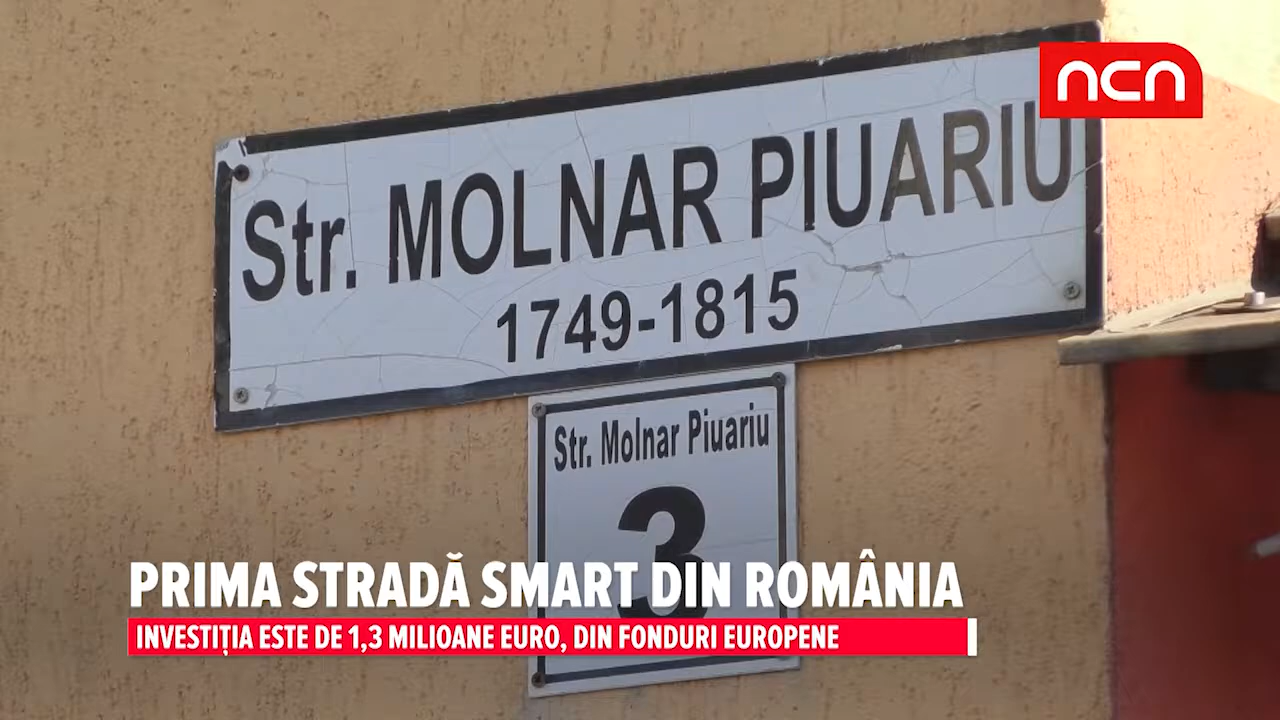 ncn
Str. MOLNAR PIUARIU
1749-1815
Str. Molnar Piuariu
3
PRIMA STRADĂ SMART DIN ROMÂNIA
INVESTIȚIA ESTE DE 1,3 MILIOANE EURO, DIN FONDURI EUROPENE